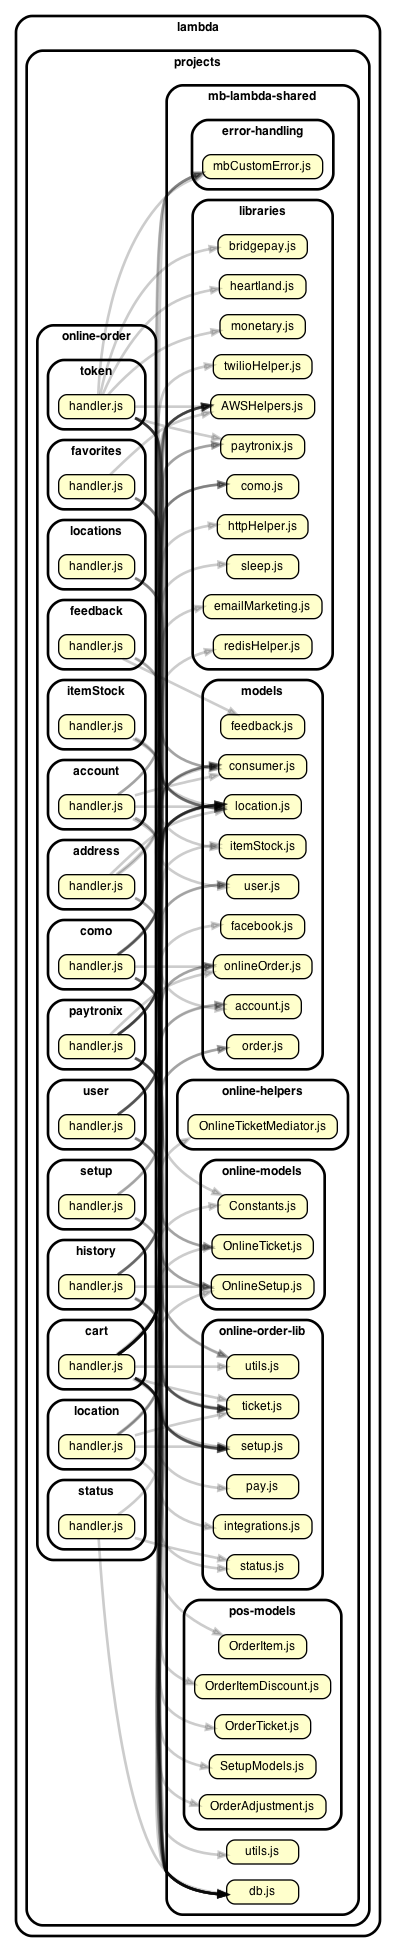 lambda
projects
mb-lambda-shared
error-handling
mbCustomError.js
libraries
bridgepay.js
heartland.js
monetary.js
twilioHelper.js
AWSHelpers.js
paytronix.js
como.js
httpHelper.js
sleep.js
emailMarketing.js
redisHelper.js
models
feedback.js
consumer.js
location.js
itemStock.js
user.js
facebook.js
onlineOrder.js
account.js
order.js
online-helpers
OnlineTicketMediator.js
online-models
Constants.js
OnlineTicket.js
OnlineSetup.js
online-order-lib
utils.js
ticket.js
setup.js
pay.js
integrations.js
status.js
pos-models
OrderItem.js
OrderItemDiscount.js
OrderTicket.js
SetupModels.js
OrderAdjustment.js
utils.js
db.js
online-order
token
handler.js
favorites
handler.js
locations
handler.js
feedback
handler.js
itemStock
handler.js
account
handler.js
address
handler.js
como
handler.js
paytronix
handler.js
user
handler.js
setup
handler.js
history
handler.js
cart
handler.js
location
handler.js
status
handler.js